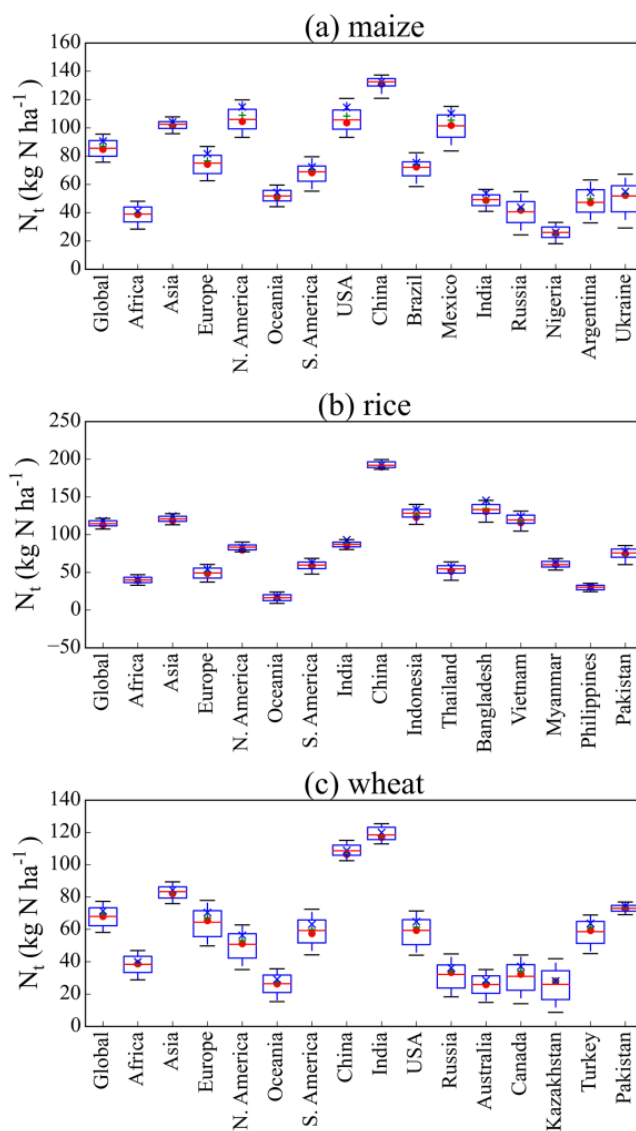 (a) maize
160
140
120
100
80
60
40
20
0
N_t (kg N ha^-1)
Global
Africa
Asia
Europe
N. America
Oceania
S. America
USA
China
Brazil
Mexico
India
Russia
Nigeria
Argentina
Ukraine
(b) rice
250
200
150
100
50
0
−50
N_t (kg N ha^-1)
Global
Africa
Asia
Europe
N. America
Oceania
S. America
India
China
Indonesia
Thailand
Bangladesh
Vietnam
Myanmar
Philippines
Pakistan
(c) wheat
140
120
100
80
60
40
20
0
N_t (kg N ha^-1)
Global
Africa
Asia
Europe
N. America
Oceania
S. America
China
India
USA
Russia
Australia
Canada
Kazakhstan
Turkey
Pakistan